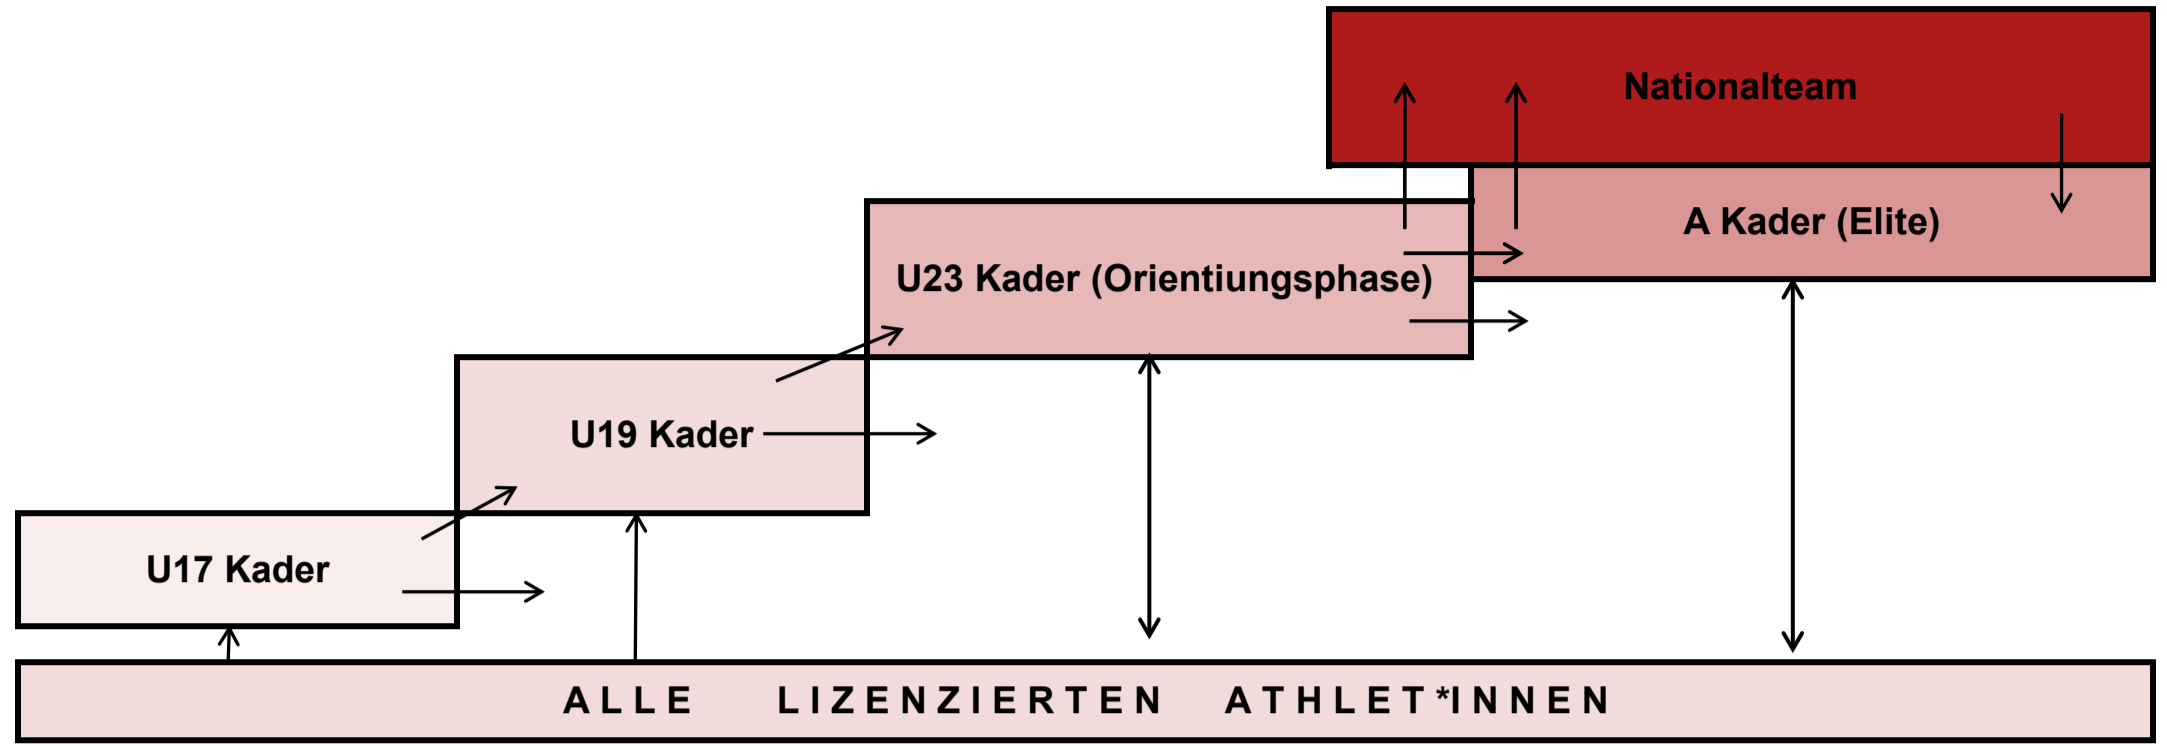 Nationalteam
A Kader (Elite)
U23 Kader (Orientiungsphase)
U19 Kader
U17 Kader
ALLE LIZENZIERTEN ATHLET*INNEN